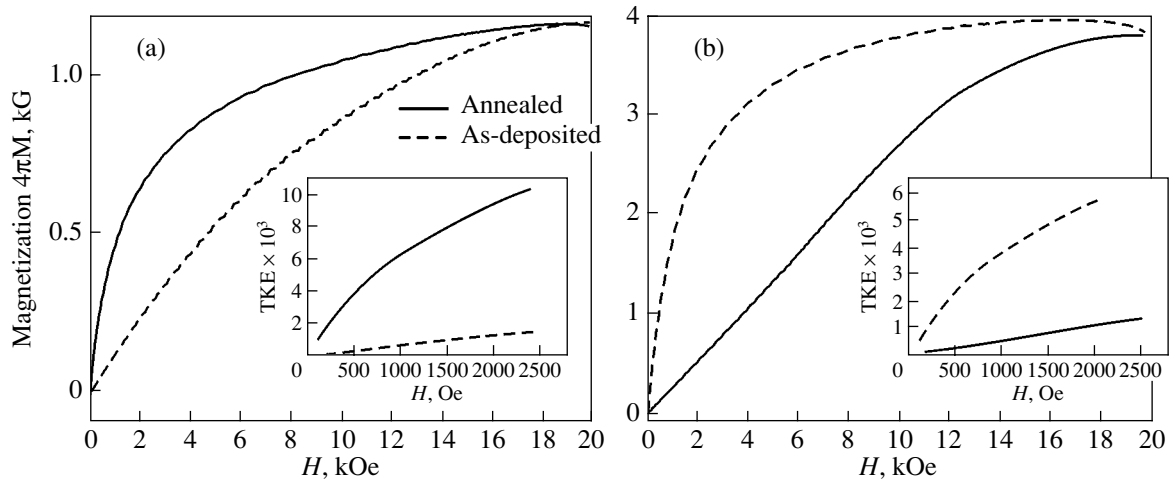 (a)
Magnetization 4πM, kG
1.0
0.5
0
0 2 4 6 8 10 12 14 16 18 20
H, kOe
Annealed
As-deposited
TKE × 10³
10
8
6
4
2
0 500 1000 1500 2000 2500
H, Oe
(b)
4
3
2
1
0
0 2 4 6 8 10 12 14 16 18 20
H, kOe
TKE × 10³
6
5
4
3
2
1
0 500 1000 1500 2000 2500
H, Oe